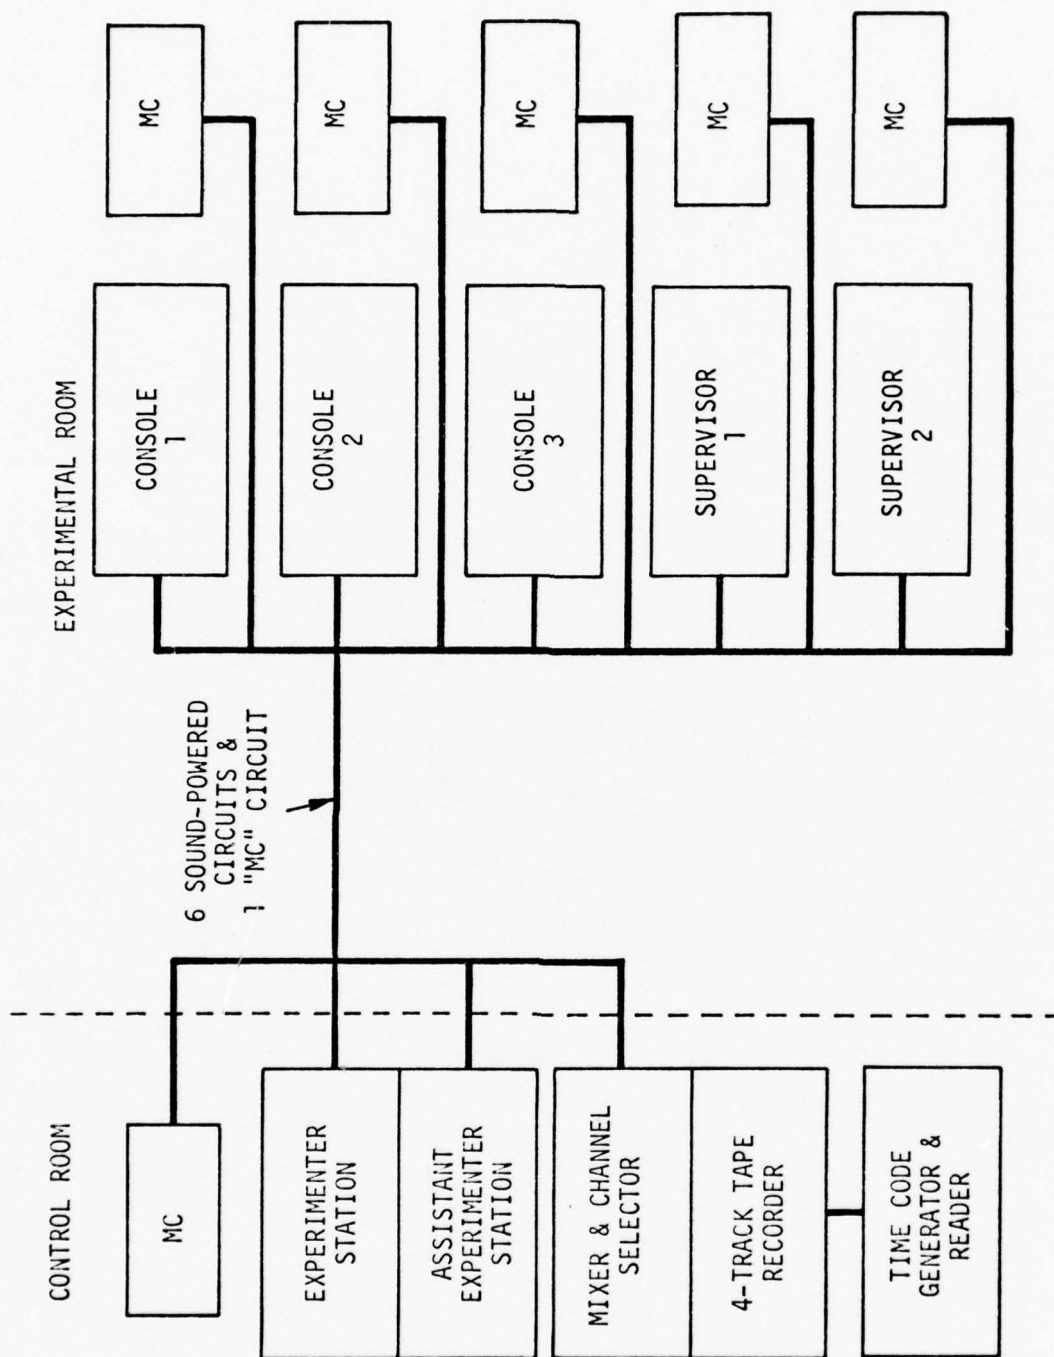 EXPERIMENTAL ROOM
CONSOLE
1
MC
CONSOLE
2
MC
CONSOLE
3
MC
SUPERVISOR
1
MC
SUPERVISOR
2
MC
6 SOUND-POWERED
CIRCUITS &
1 "MC" CIRCUIT
CONTROL ROOM
MC
EXPERIMENTER
STATION
ASSISTANT
EXPERIMENTER
STATION
MIXER & CHANNEL
SELECTOR
4-TRACK TAPE
RECORDER
TIME CODE
GENERATOR &
READER